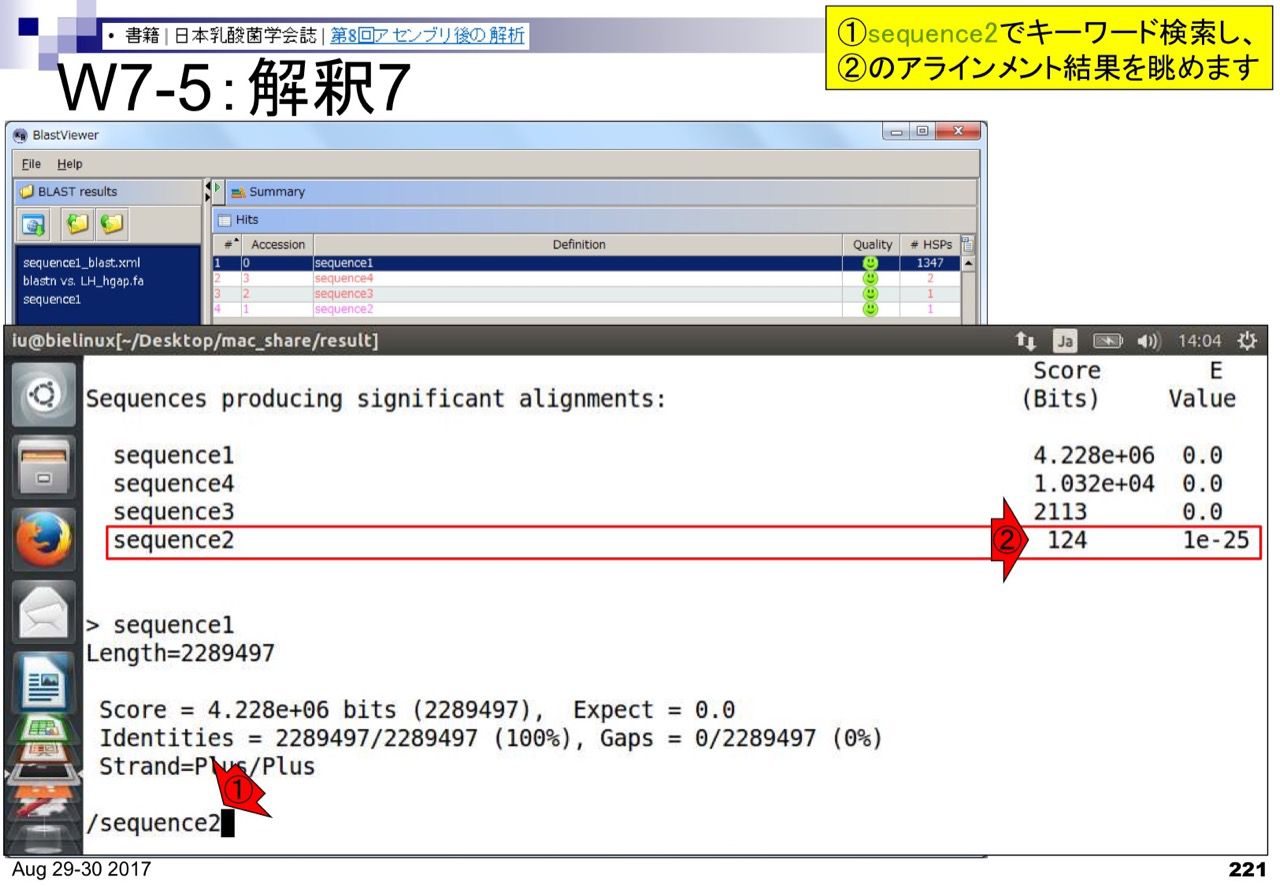 • 書籍 | 日本乳酸菌学会誌 | 第8回アセンブリ後の解析
①sequence2でキーワード検索し、
②のアラインメント結果を眺めます
W7-5：解釈7
BlastViewer
File Help
BLAST results
Summary
Hits
# Accession Definition Quality # HSPs
sequence1_blast.xml
blastn vs. LH_hgap.fa
sequence1
1 0 sequence1 1347
2 3 sequence4 2
3 2 sequence3 1
4 1 sequence2 1
iu@bielinux[~/Desktop/mac_share/result] Ja 14:04
Score E
Sequences producing significant alignments: (Bits) Value
sequence1 4.228e+06 0.0
sequence4 1.032e+04 0.0
sequence3 2113 0.0
sequence2 ② 124 1e-25
> sequence1
Length=2289497
Score = 4.228e+06 bits (2289497), Expect = 0.0
Identities = 2289497/2289497 (100%), Gaps = 0/2289497 (0%)
Strand=Plus/Plus
①
/sequence2
Aug 29-30 2017
221